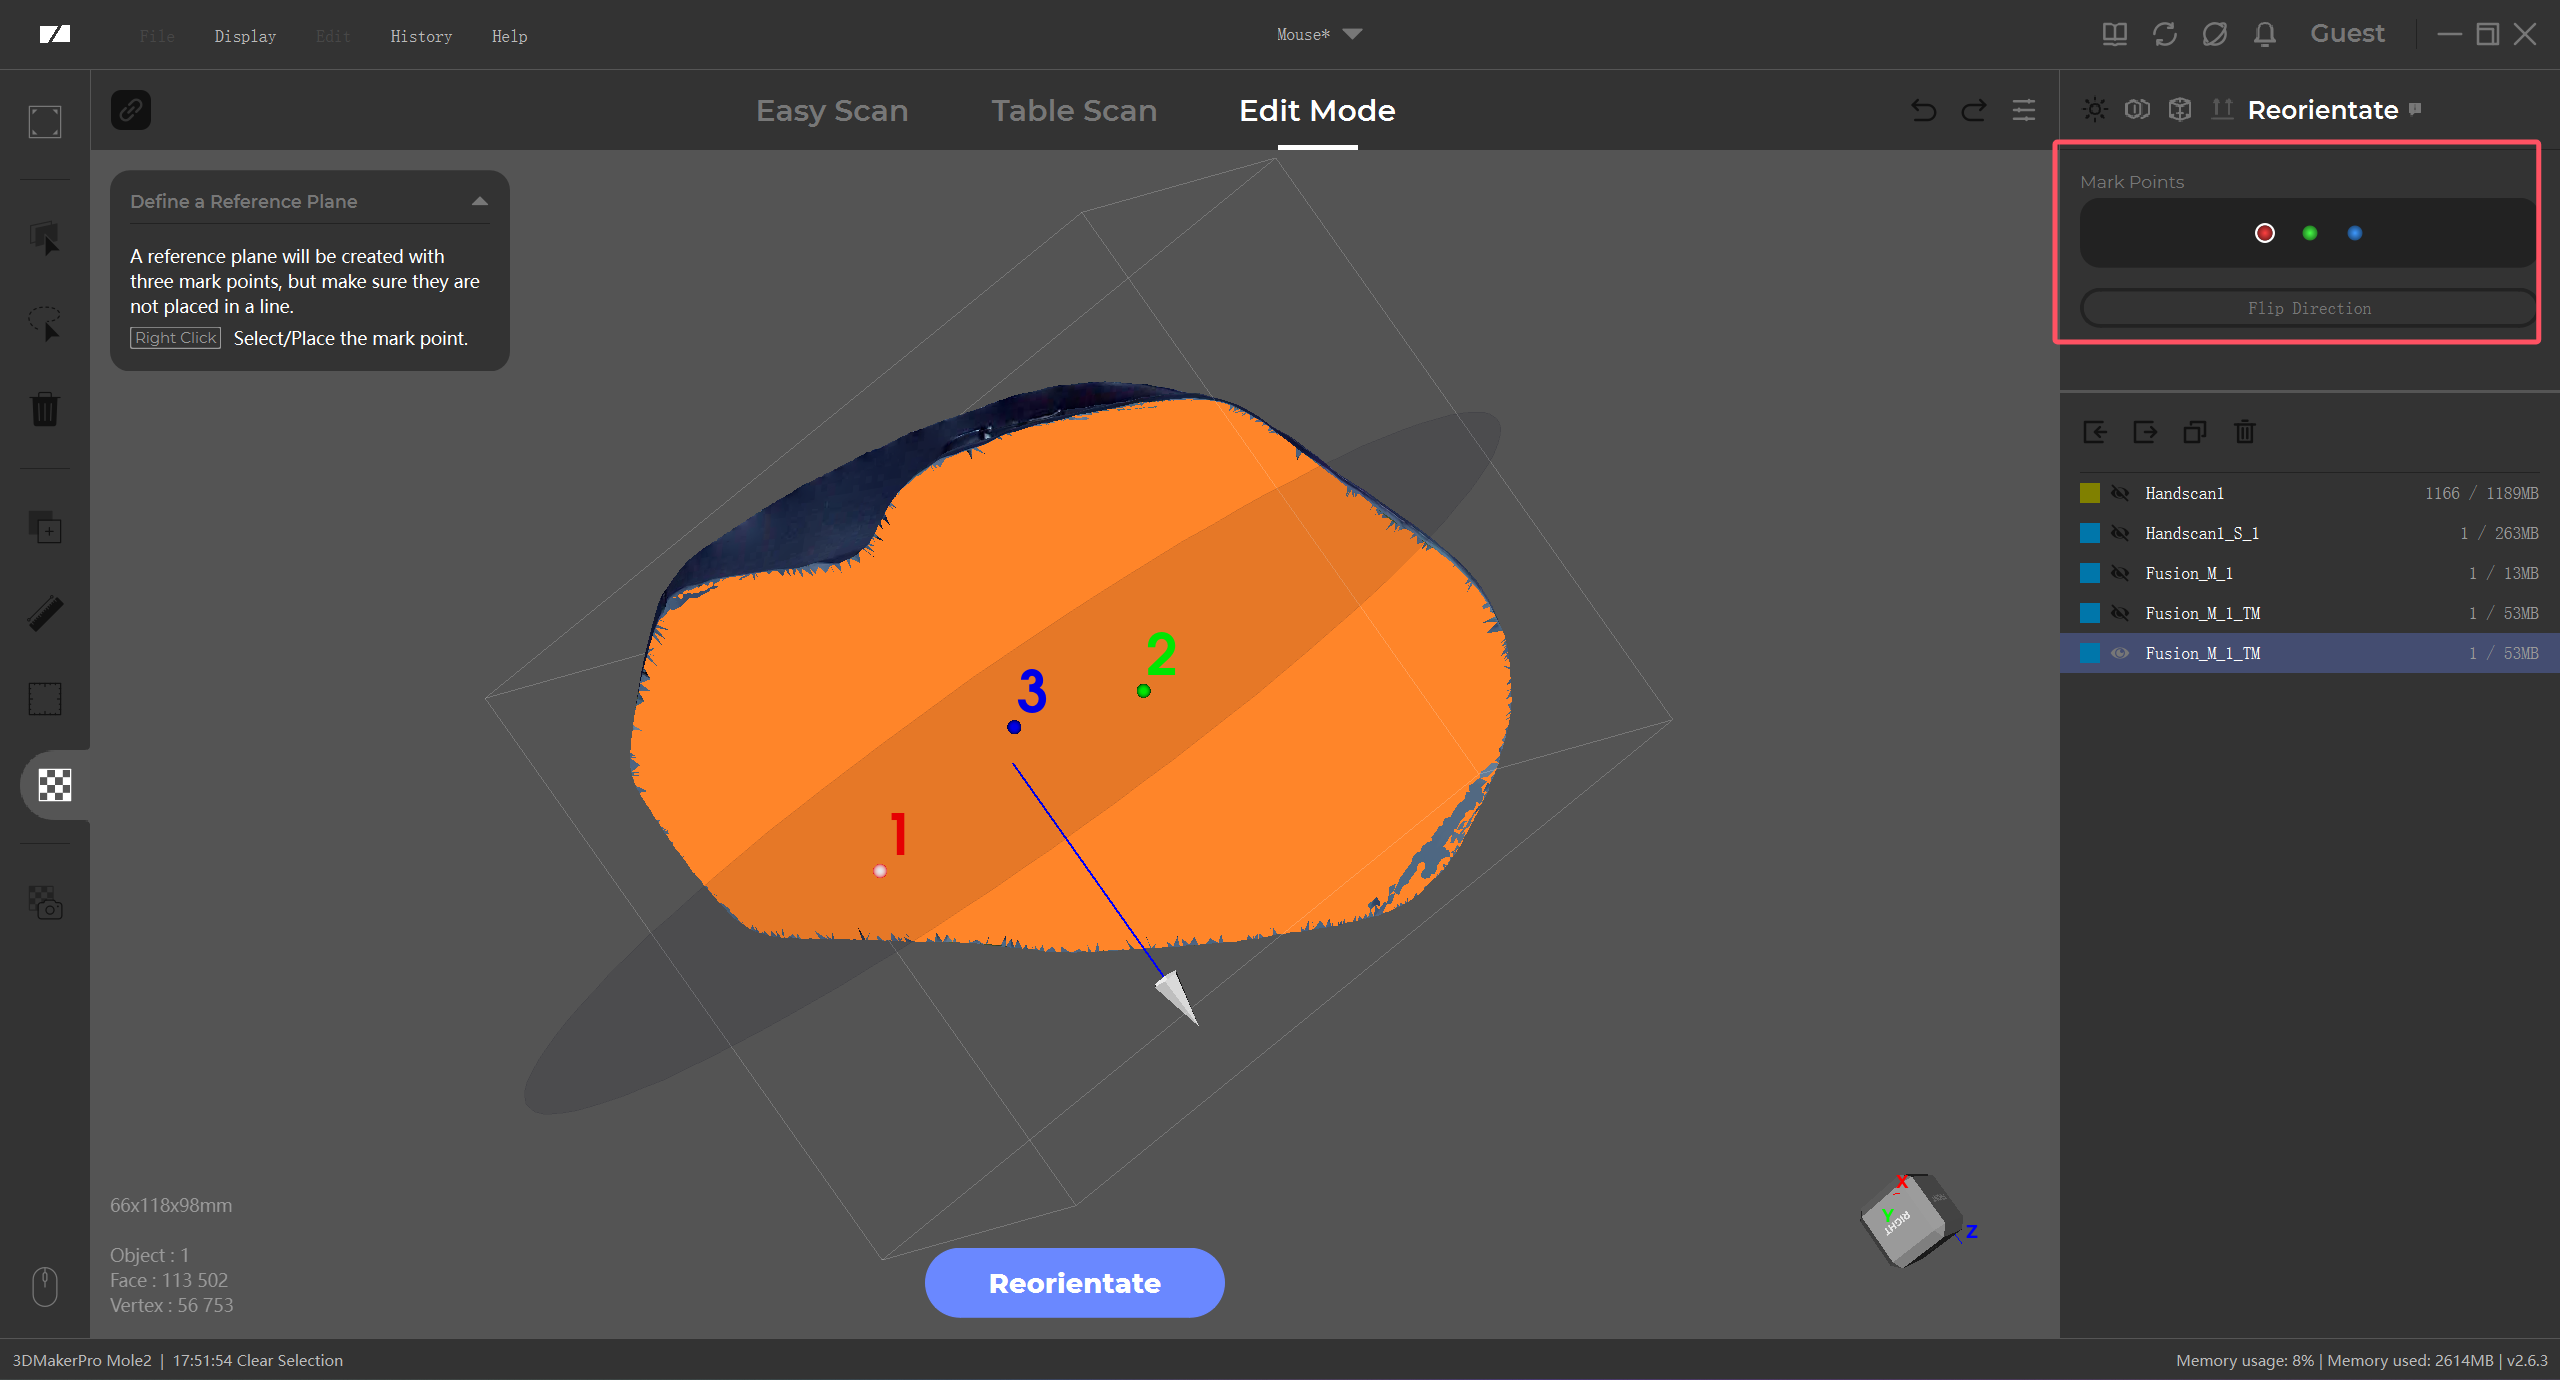 File Display Edit History Help
Mouse*
Guest
Easy Scan Table Scan Edit Mode
Reorientate
Define a Reference Plane
A reference plane will be created with
three mark points, but make sure they are
not placed in a line.
Right Click Select/Place the mark point.
Mark Points
Flip Direction
Handscan1 1166 / 1189MB
Handscan1_S_1 1 / 263MB
Fusion_M_1 1 / 13MB
Fusion_M_1_TM 1 / 53MB
Fusion_M_1_TM 1 / 53MB
2
3
1
X
Y
RIGHT
Z
66x118x98mm
Object : 1
Face : 113 502
Vertex : 56 753
Reorientate
3DMakerPro Mole2 | 17:51:54 Clear Selection
Memory usage: 8% | Memory used: 2614MB | v2.6.3